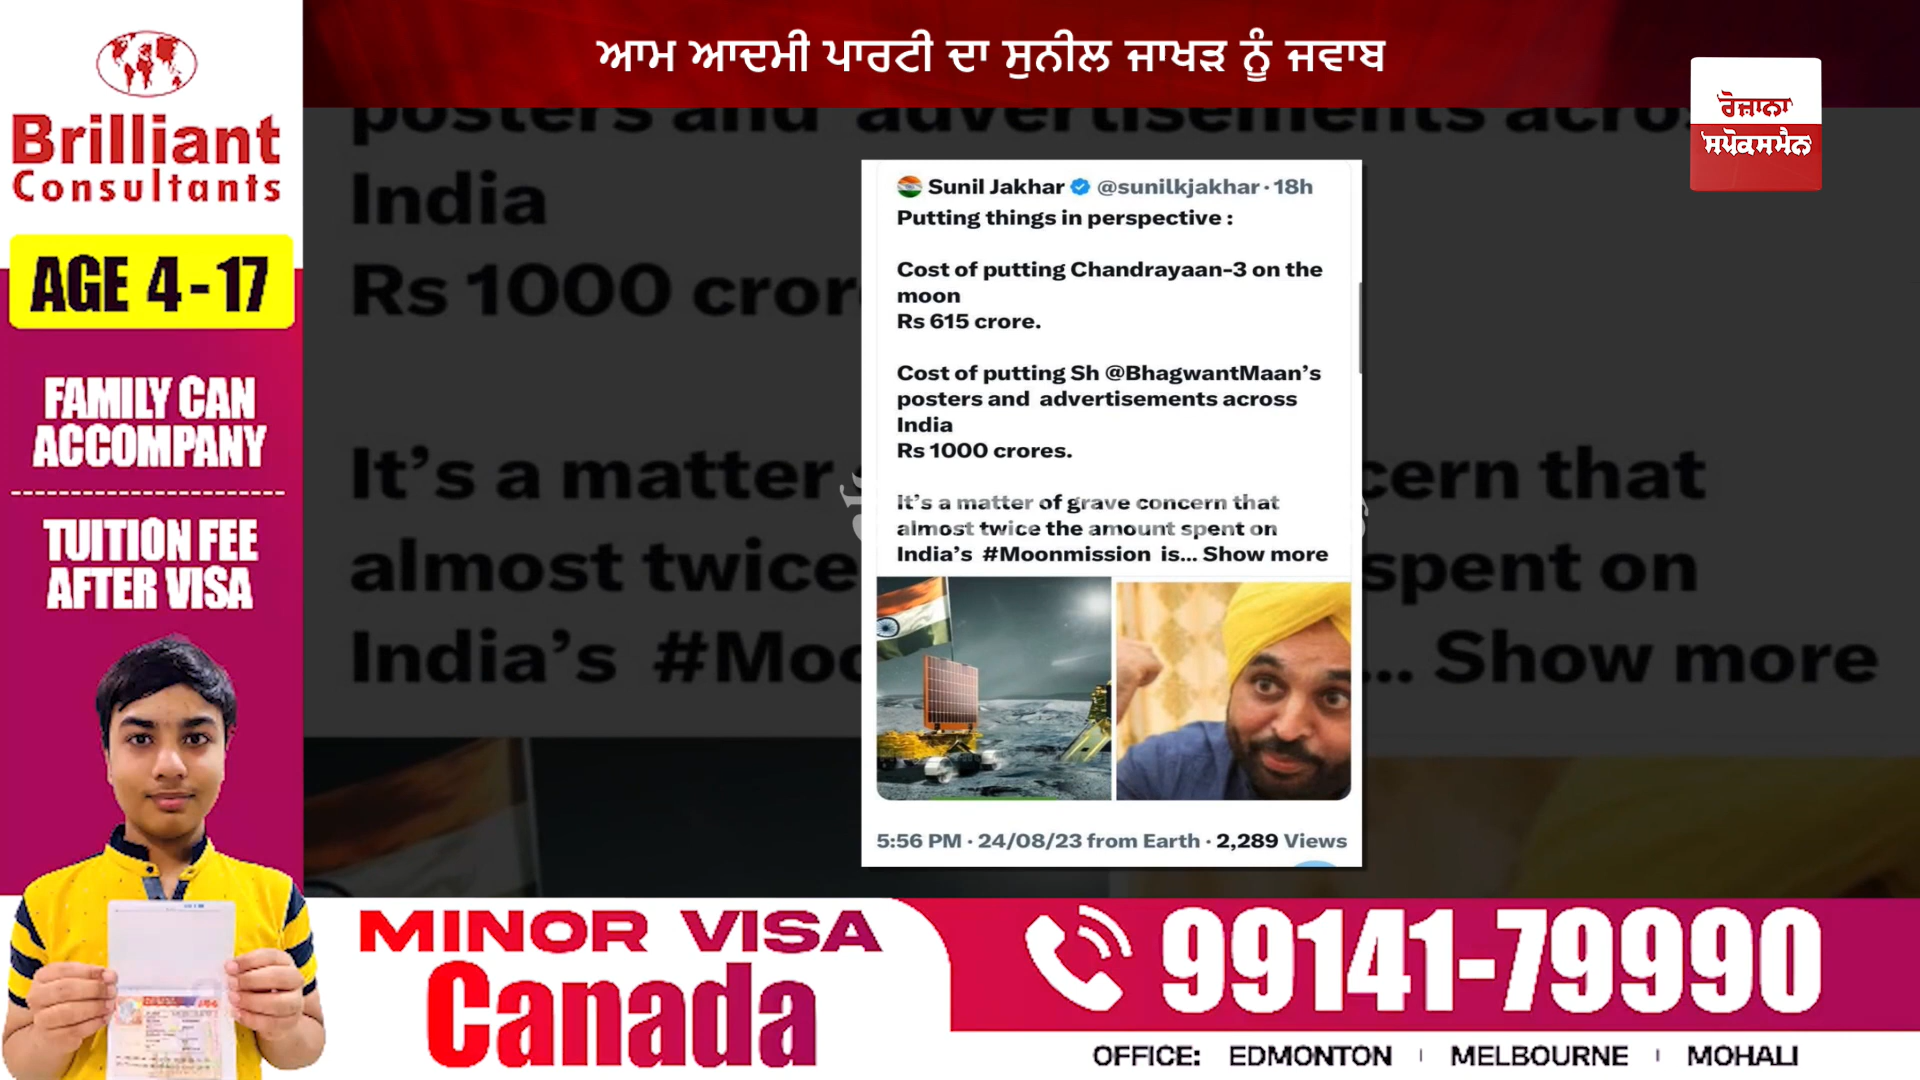 ਆਮ ਆਦਮੀ ਪਾਰਟੀ ਦਾ ਸੁਨੀਲ ਜਾਖੜ ਨੂੰ ਜਵਾਬ
ਰੋਜ਼ਾਨਾ
ਸਪੋਕਸਮੈਨ
Brilliant
Consultants
AGE 4-17
FAMILY CAN
ACCOMPANY
TUITION FEE
AFTER VISA
posters and advertisements acro
India
Rs 1000 cror
It's a matter
cern that
almost twice
spent on
India's #Moo
... Show more
Sunil Jakhar @sunilkjakhar · 18h
Putting things in perspective :
Cost of putting Chandrayaan-3 on the
moon
Rs 615 crore.
Cost of putting Sh @BhagwantMaan's
posters and advertisements across
India
Rs 1000 crores.
It's a matter of grave concern that
almost twice the amount spent on
India's #Moonmission is... Show more
5:56 PM · 24/08/23 from Earth · 2,289 Views
MINOR VISA
Canada
99141-79990
OFFICE: EDMONTON | MELBOURNE | MOHALI